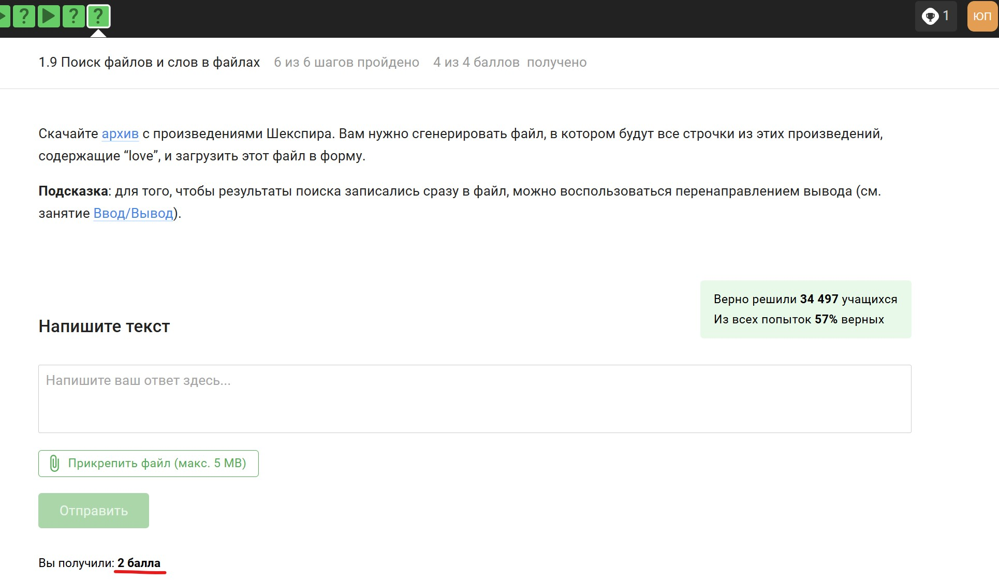 ? ? ?
1
ЮП
1.9 Поиск файлов и слов в файлах 6 из 6 шагов пройдено 4 из 4 баллов получено
Скачайте архив с произведениями Шекспира. Вам нужно сгенерировать файл, в котором будут все строчки из этих произведений,
содержащие “love”, и загрузить этот файл в форму.
Подсказка: для того, чтобы результаты поиска записались сразу в файл, можно воспользоваться перенаправлением вывода (см.
занятие Ввод/Вывод).
Верно решили 34 497 учащихся
Из всех попыток 57% верных
Напишите текст
Напишите ваш ответ здесь...
Прикрепить файл (макс. 5 MB)
Отправить
Вы получили: 2 балла